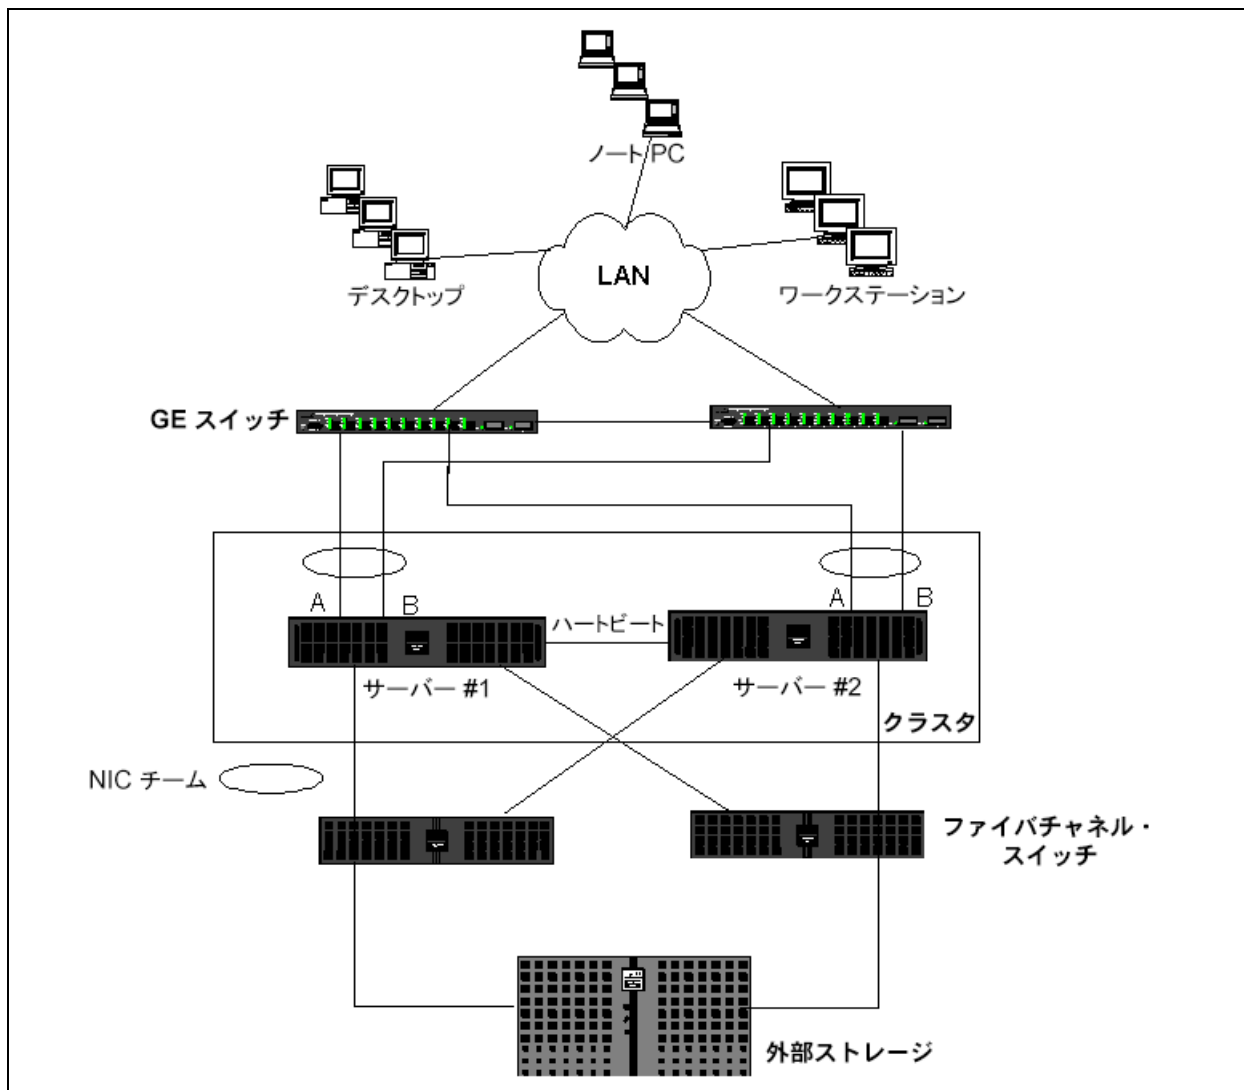 ノート PC
デスクトップ
LAN
ワークステーション
GE スイッチ
A
B
A
B
ハートビート
サーバー #1
サーバー #2
クラスタ
NIC チーム
ファイバチャネル・
スイッチ
外部ストレージ